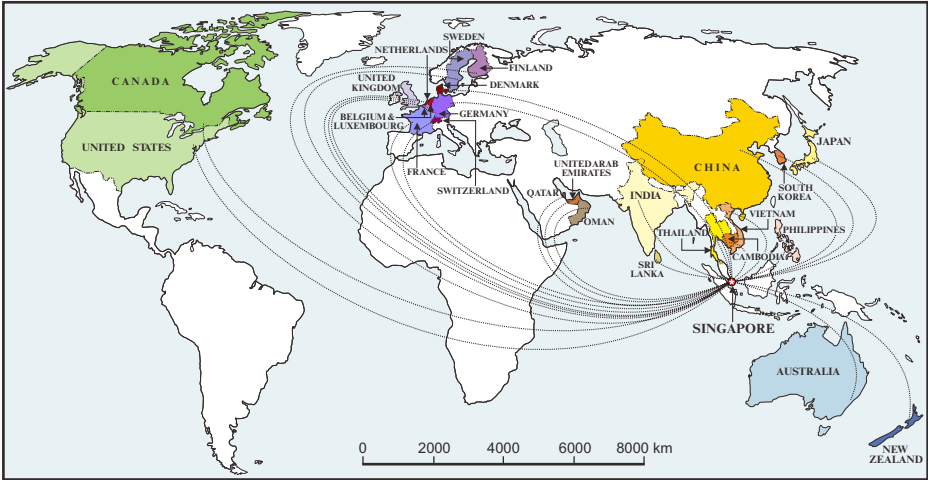 SWEDEN
NETHERLANDS
FINLAND
CANADA
UNITED
KINGDOM
DENMARK
BELGIUM &
LUXEMBOURG
GERMANY
UNITED STATES
JAPAN
FRANCE
SWITZERLAND
UNITEDARAB
EMIRATES
CHINA
QATAR
INDIA
SOUTH
KOREA
OMAN
VIETNAM
THAILAND
PHILIPPINES
CAMBODIA
SRI
LANKA
SINGAPORE
AUSTRALIA
NEW
ZEALAND
0 2000 4000 6000 8000 km